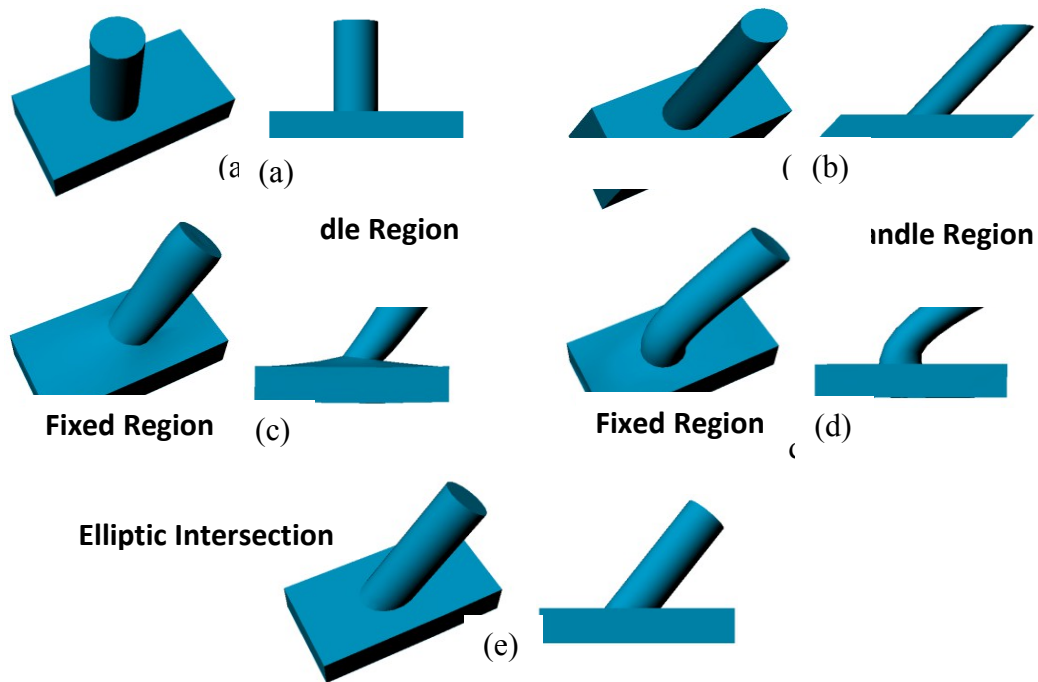 (a (a)
( (b)
dle Region
andle Region
Fixed Region (c)
Fixed Region (d)
Elliptic Intersection
(e)